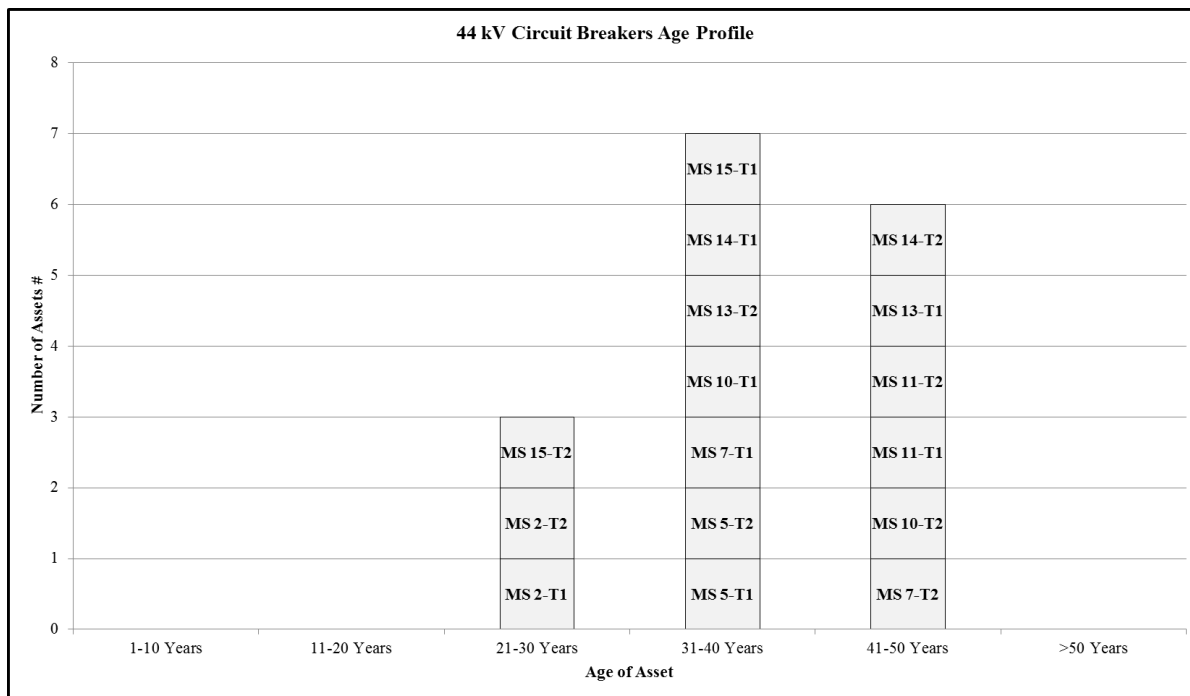 44 kV Circuit Breakers Age Profile
8
7
6
5
4
3
2
1
0
Number of Assets #
MS 15-T2
MS 2-T2
MS 2-T1
MS 15-T1
MS 14-T1
MS 13-T2
MS 10-T1
MS 7-T1
MS 5-T2
MS 5-T1
MS 14-T2
MS 13-T1
MS 11-T2
MS 11-T1
MS 10-T2
MS 7-T2
1-10 Years
11-20 Years
21-30 Years
31-40 Years
41-50 Years
>50 Years
Age of Asset